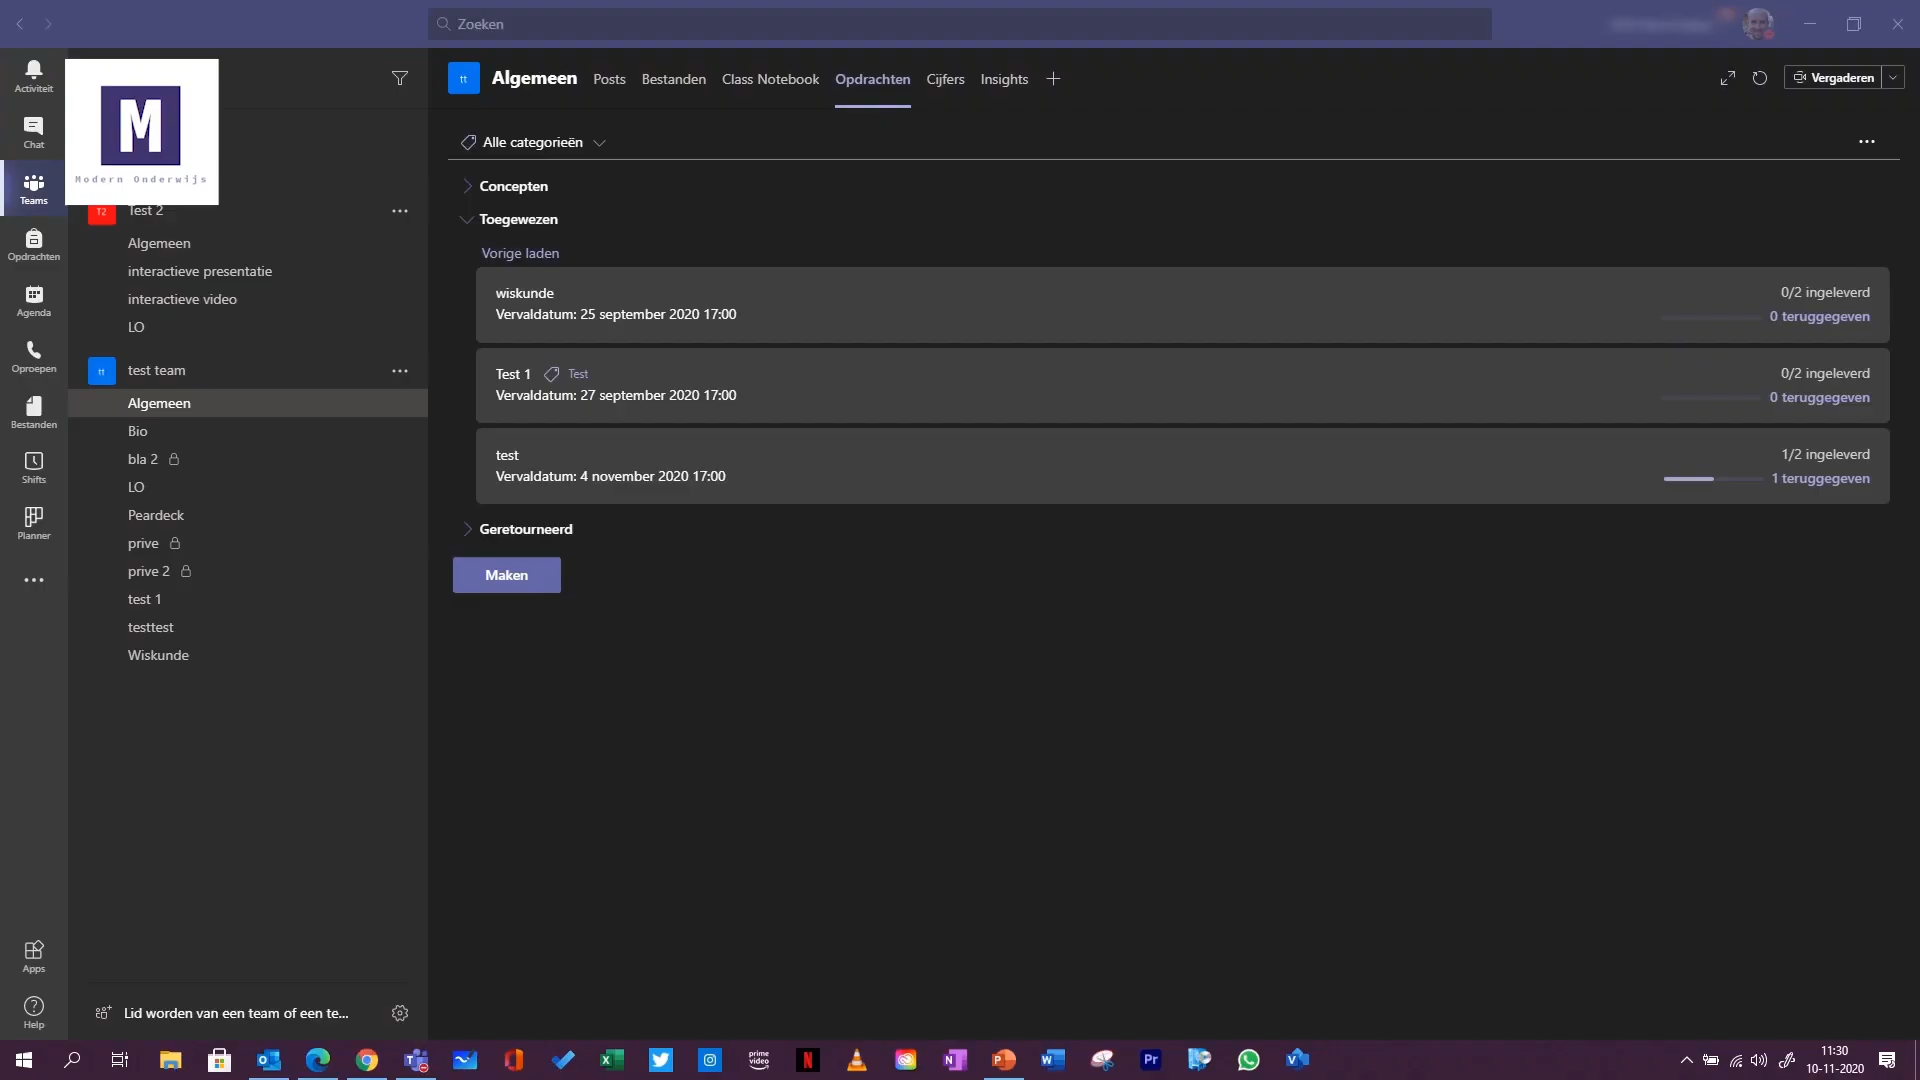 Zoeken
Activiteit
Chat
Teams
Opdrachten
Agenda
Oproepen
Bestanden
Shifts
Planner
Apps
Help
M
Modern Onderwijs
T2
Test 2
Algemeen
interactieve presentatie
interactieve video
LO
tt
test team
Algemeen
Bio
bla 2
LO
Peardeck
prive
prive 2
test 1
testtest
Wiskunde
Lid worden van een team of een te...
tt
Algemeen
Posts
Bestanden
Class Notebook
Opdrachten
Cijfers
Insights
Vergaderen
Alle categorieën
Concepten
Toegewezen
Vorige laden
wiskunde
Vervaldatum: 25 september 2020 17:00
0/2 ingeleverd
0 teruggegeven
Test 1
Test
Vervaldatum: 27 september 2020 17:00
0/2 ingeleverd
0 teruggegeven
test
Vervaldatum: 4 november 2020 17:00
1/2 ingeleverd
1 teruggegeven
Geretourneerd
Maken
prime video
Pr
11:30
10-11-2020